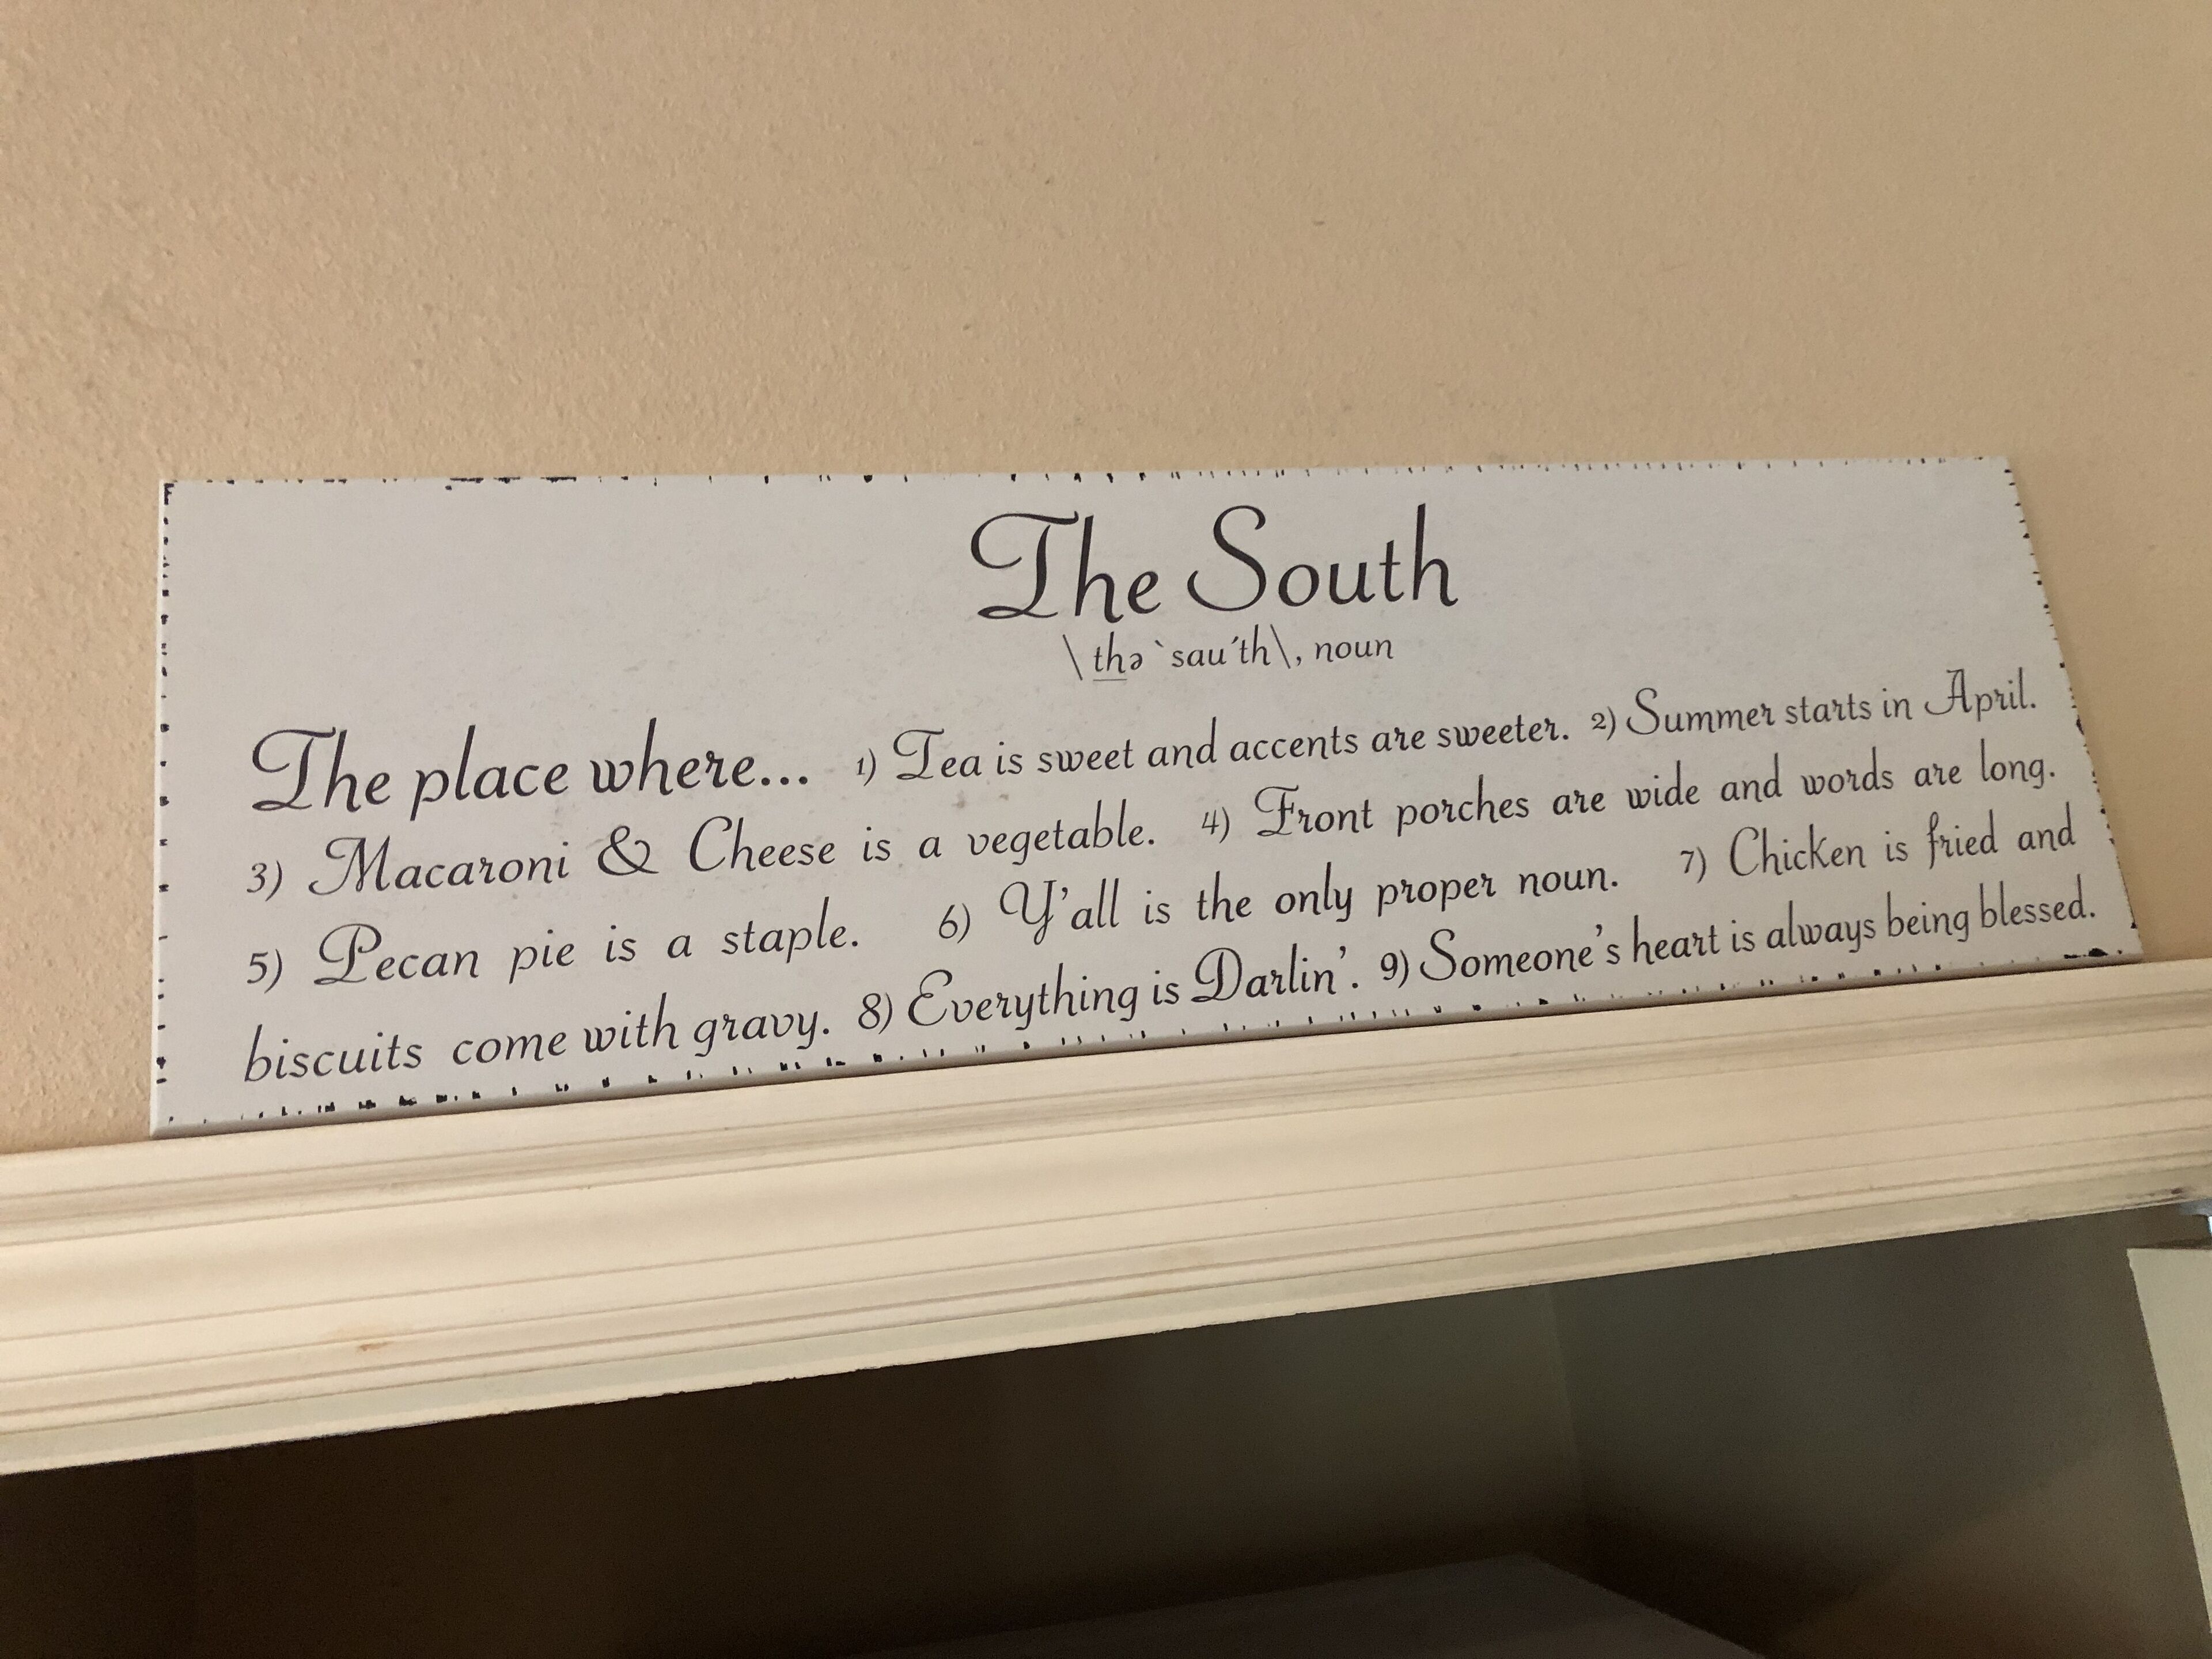 The South
\thə `sau´th\, noun
The place where... 1) Tea is sweet and accents are sweeter. 2) Summer starts in April.
3) Macaroni & Cheese is a vegetable. 4) Front porches are wide and words are long.
5) Pecan pie is a staple. 6) Y'all is the only proper noun. 7) Chicken is fried and
biscuits come with gravy. 8) Everything is Darlin'. 9) Someone's heart is always being blessed.